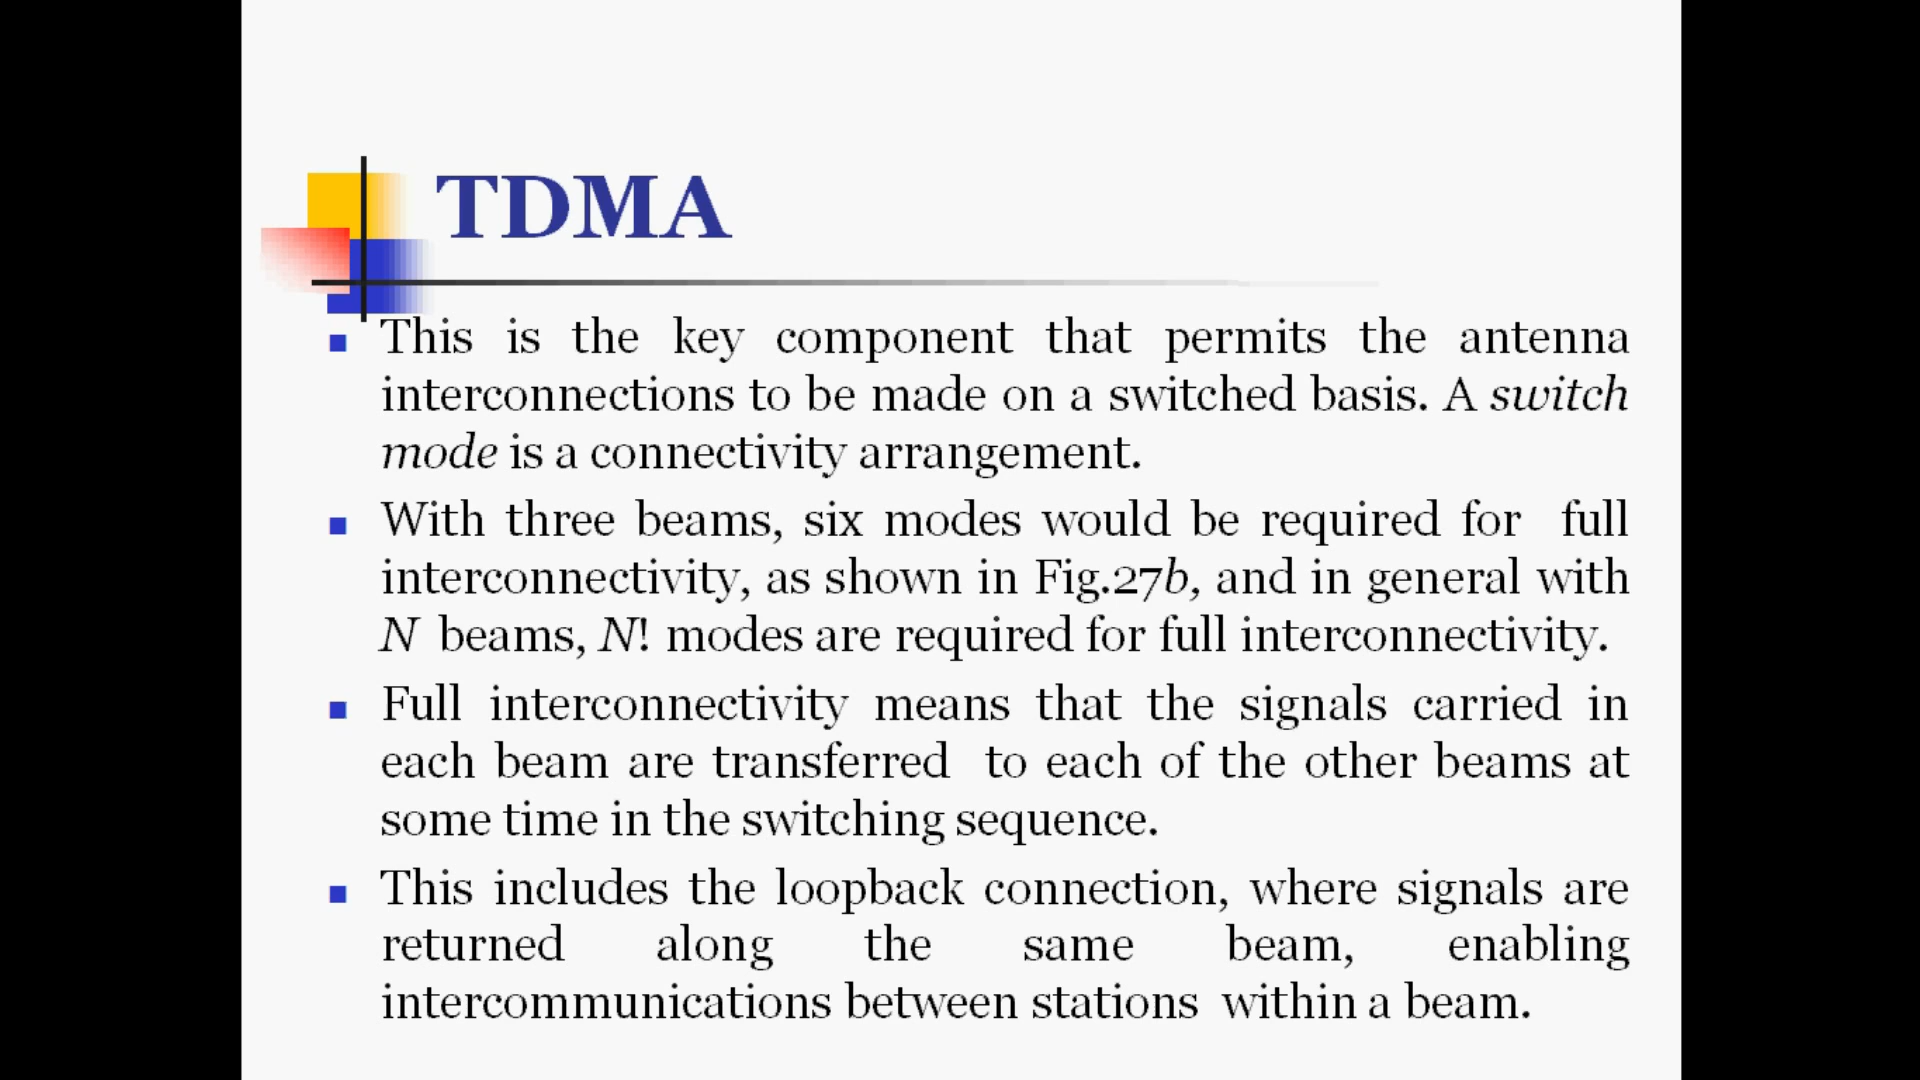 TDMA
This is the key component that permits the antenna
interconnections to be made on a switched basis. A switch
mode is a connectivity arrangement.
With three beams, six modes would be required for full
interconnectivity, as shown in Fig.27b, and in general with
N beams, N! modes are required for full interconnectivity.
Full interconnectivity means that the signals carried in
each beam are transferred to each of the other beams at
some time in the switching sequence.
This includes the loopback connection, where signals are
returned along the same beam, enabling
intercommunications between stations within a beam.